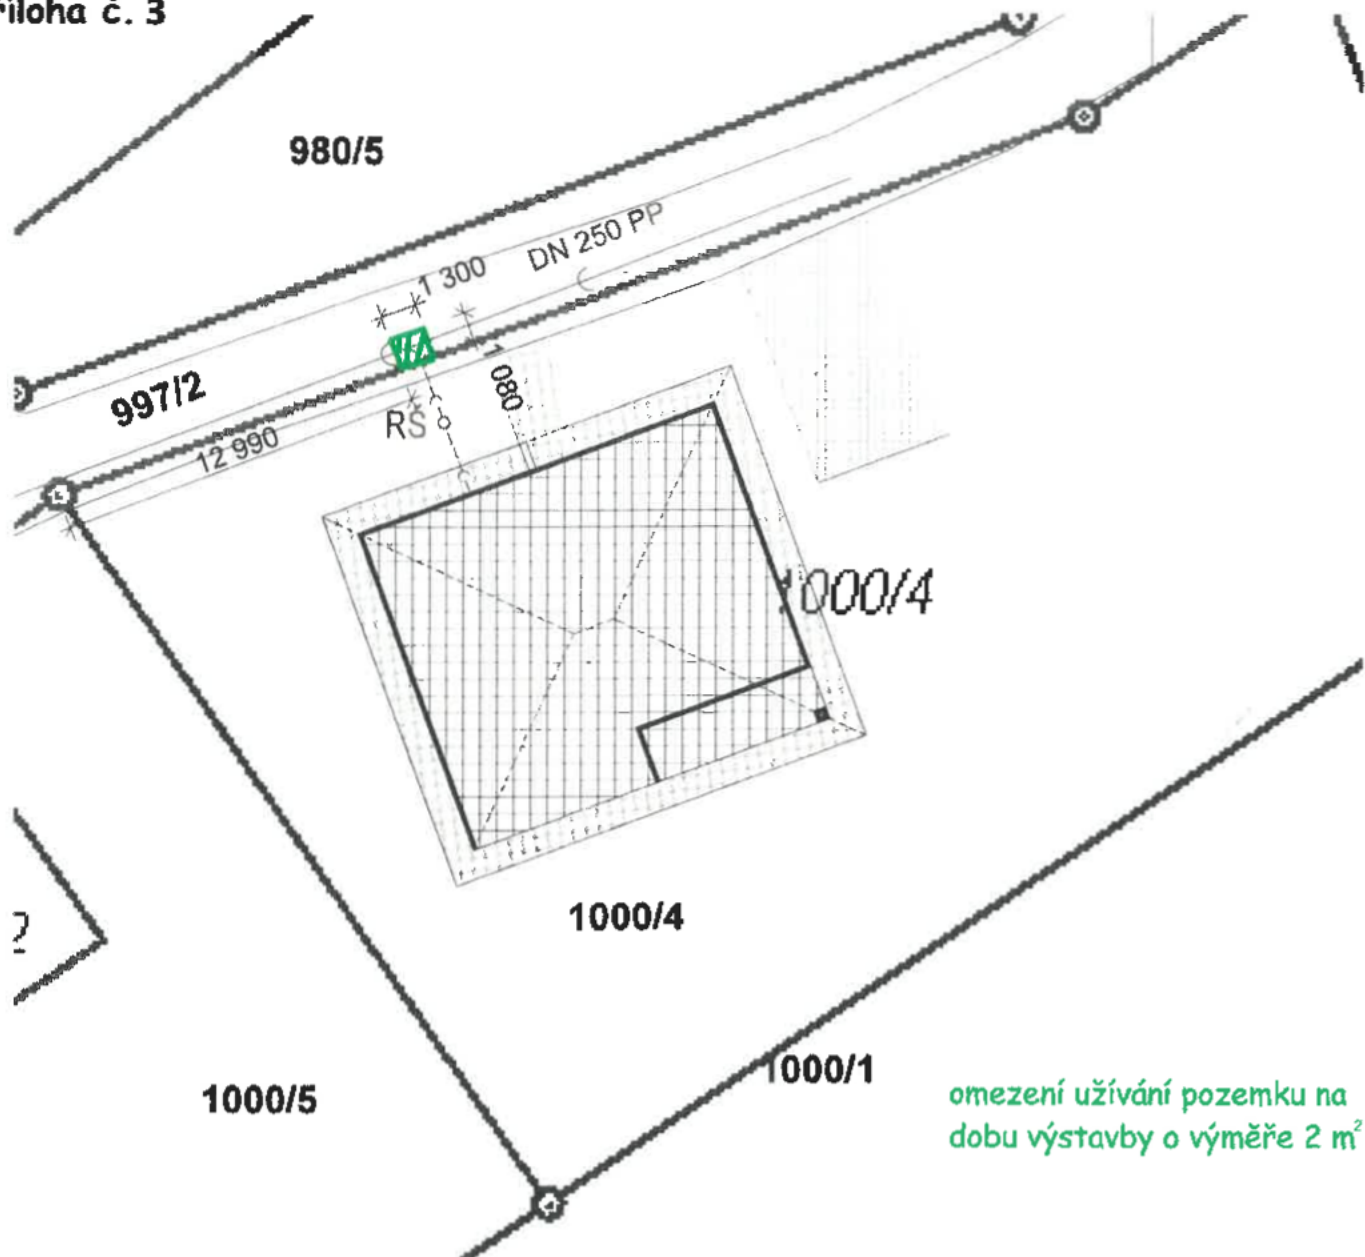 říloha č. 3
980/5
1 300
DN 250 PP
997/2
1 080
RŠ
12 990
1000/4
1000/4
1000/5
1000/1
omezení užívání pozemku na
dobu výstavby o výměře 2 m²